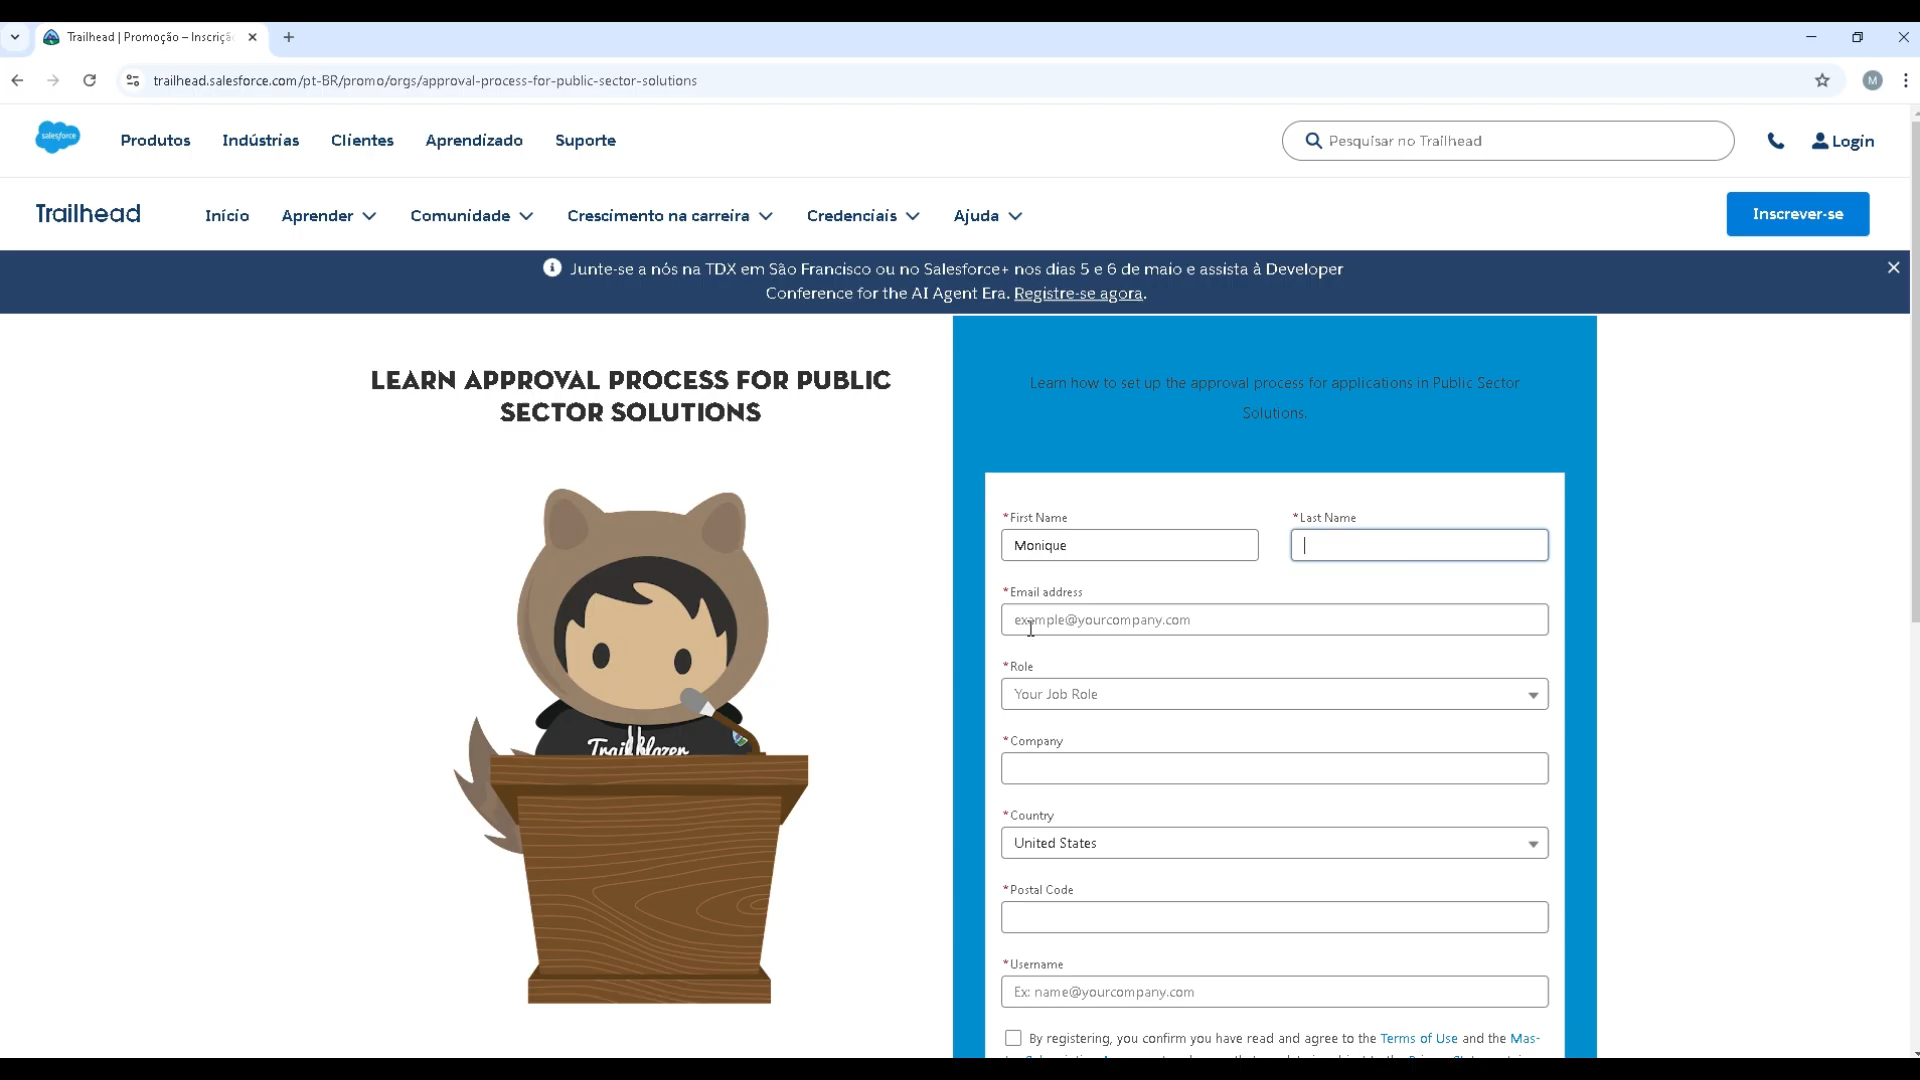 Trailhead | Promoção – Inscriçã
trailhead.salesforce.com/pt-BR/promo/orgs/approval-process-for-public-sector-solutions
M
salesforce
Produtos
Indústrias
Clientes
Aprendizado
Suporte
Pesquisar no Trailhead
Login
Trailhead
Início
Aprender
Comunidade
Crescimento na carreira
Credenciais
Ajuda
Inscrever-se
Junte-se a nós na TDX em São Francisco ou no Salesforce+ nos dias 5 e 6 de maio e assista à Developer
Conference for the AI Agent Era. Registre-se agora.
LEARN APPROVAL PROCESS FOR PUBLIC
SECTOR SOLUTIONS
Trailblazer
Learn how to set up the approval process for applications in Public Sector
Solutions.
*First Name
*Last Name
Monique
*Email address
example@yourcompany.com
*Role
Your Job Role
*Company
*Country
United States
*Postal Code
*Username
Ex: name@yourcompany.com
By registering, you confirm you have read and agree to the Terms of Use and the Mas-